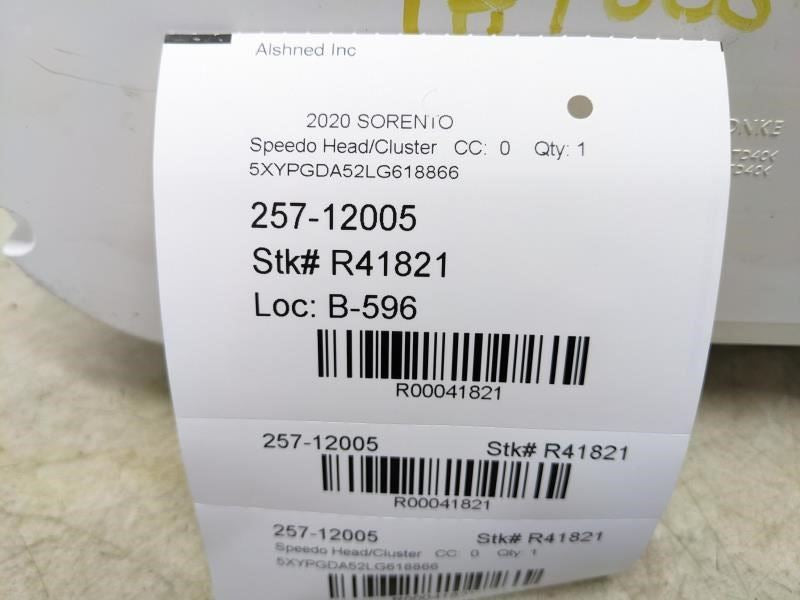 Alshned Inc
2020 SORENTO
Speedo Head/Cluster CC: 0 Qty: 1
5XYPGDA52LG618866
257-12005
Stk# R41821
Loc: B-596
R00041821
257-12005 Stk# R41821
R00041821
257-12005 Stk# R41821
Speedo Head/Cluster CC: 0 Qty: 1
5XYPGDA52LG618866